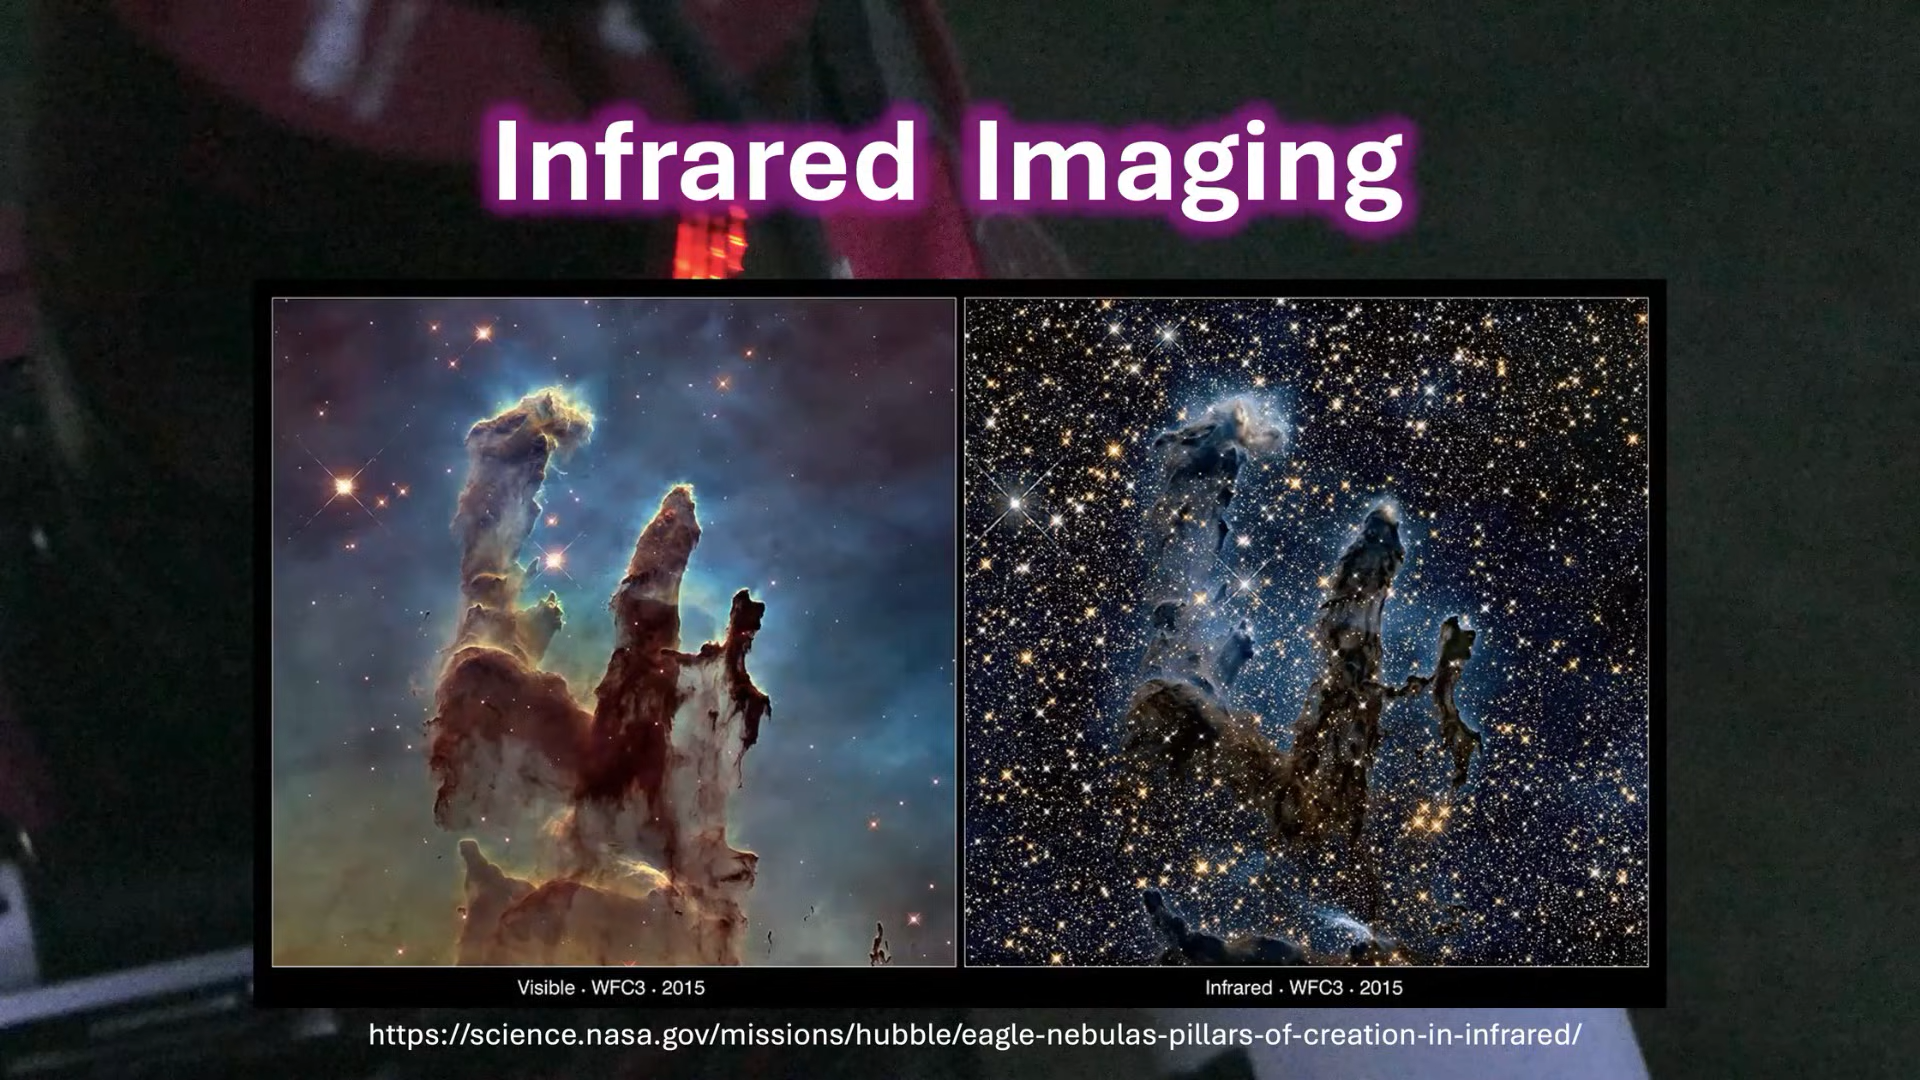 Infrared Imaging
Visible · WFC3 · 2015
Infrared · WFC3 · 2015
https://science.nasa.gov/missions/hubble/eagle-nebulas-pillars-of-creation-in-infrared/